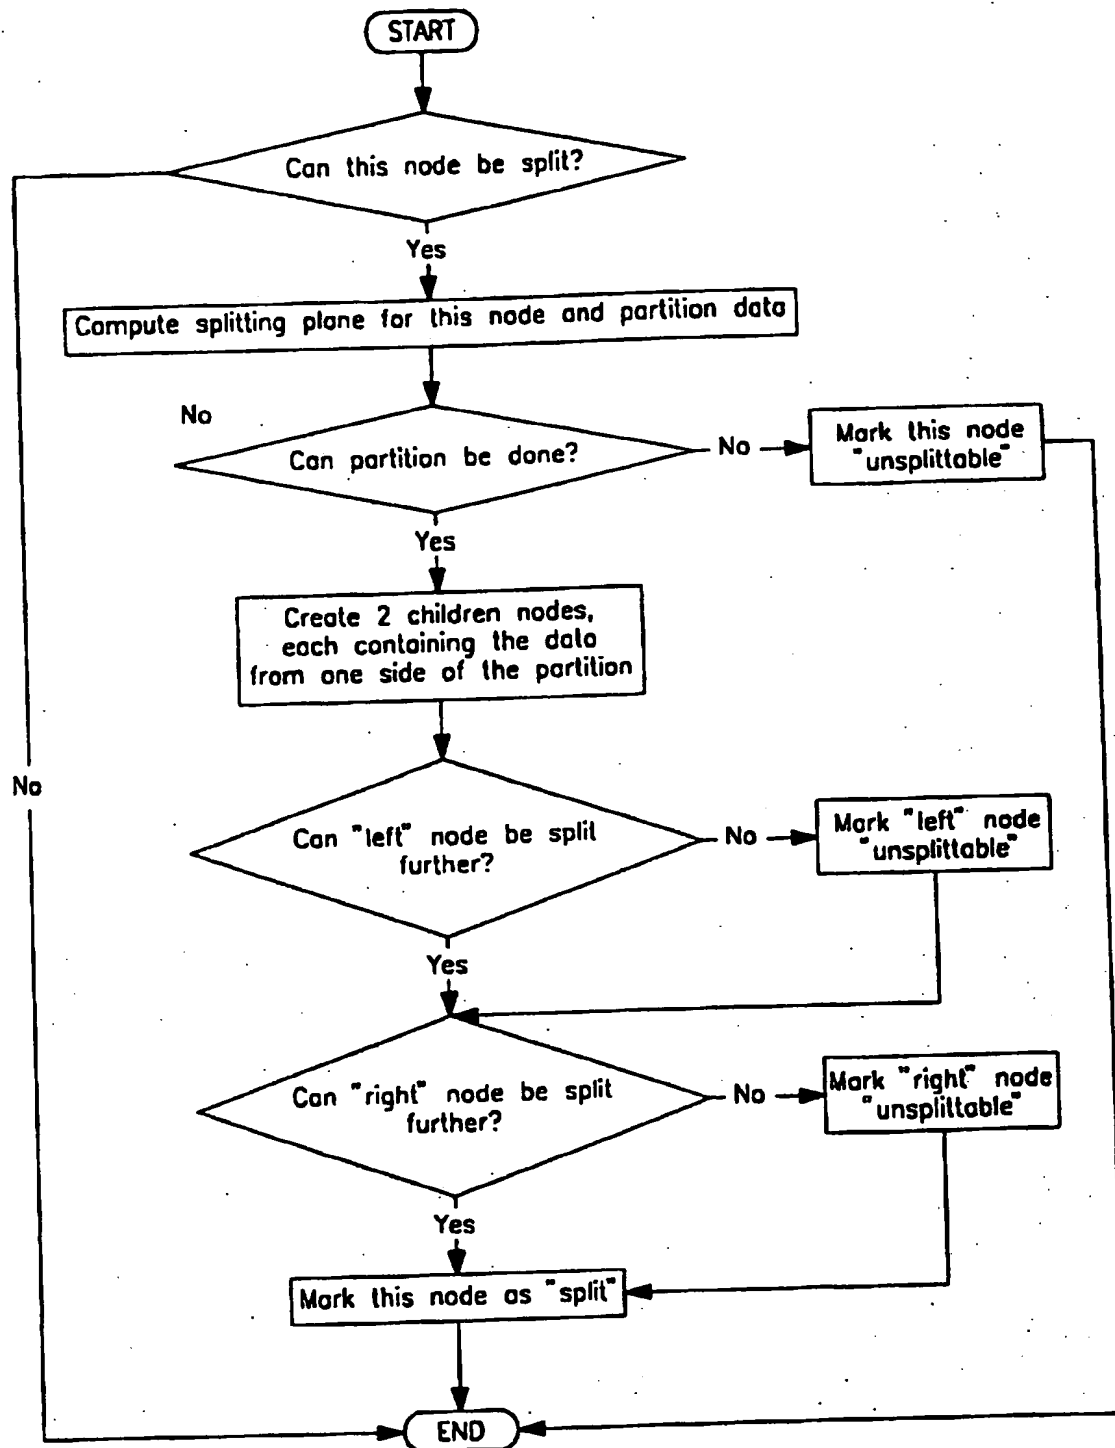 START
Can this node be split?
Yes
Compute splitting plane for this node and partition data
No
Can partition be done?
No
Mark this node
"unsplittable"
Yes
Create 2 children nodes,
each containing the data
from one side of the partition
No
Can "left" node be split
further?
No
Mark "left" node
"unsplittable"
Yes
Can "right" node be split
further?
No
Mark "right" node
"unsplittable"
Yes
Mark this node as "split"
END